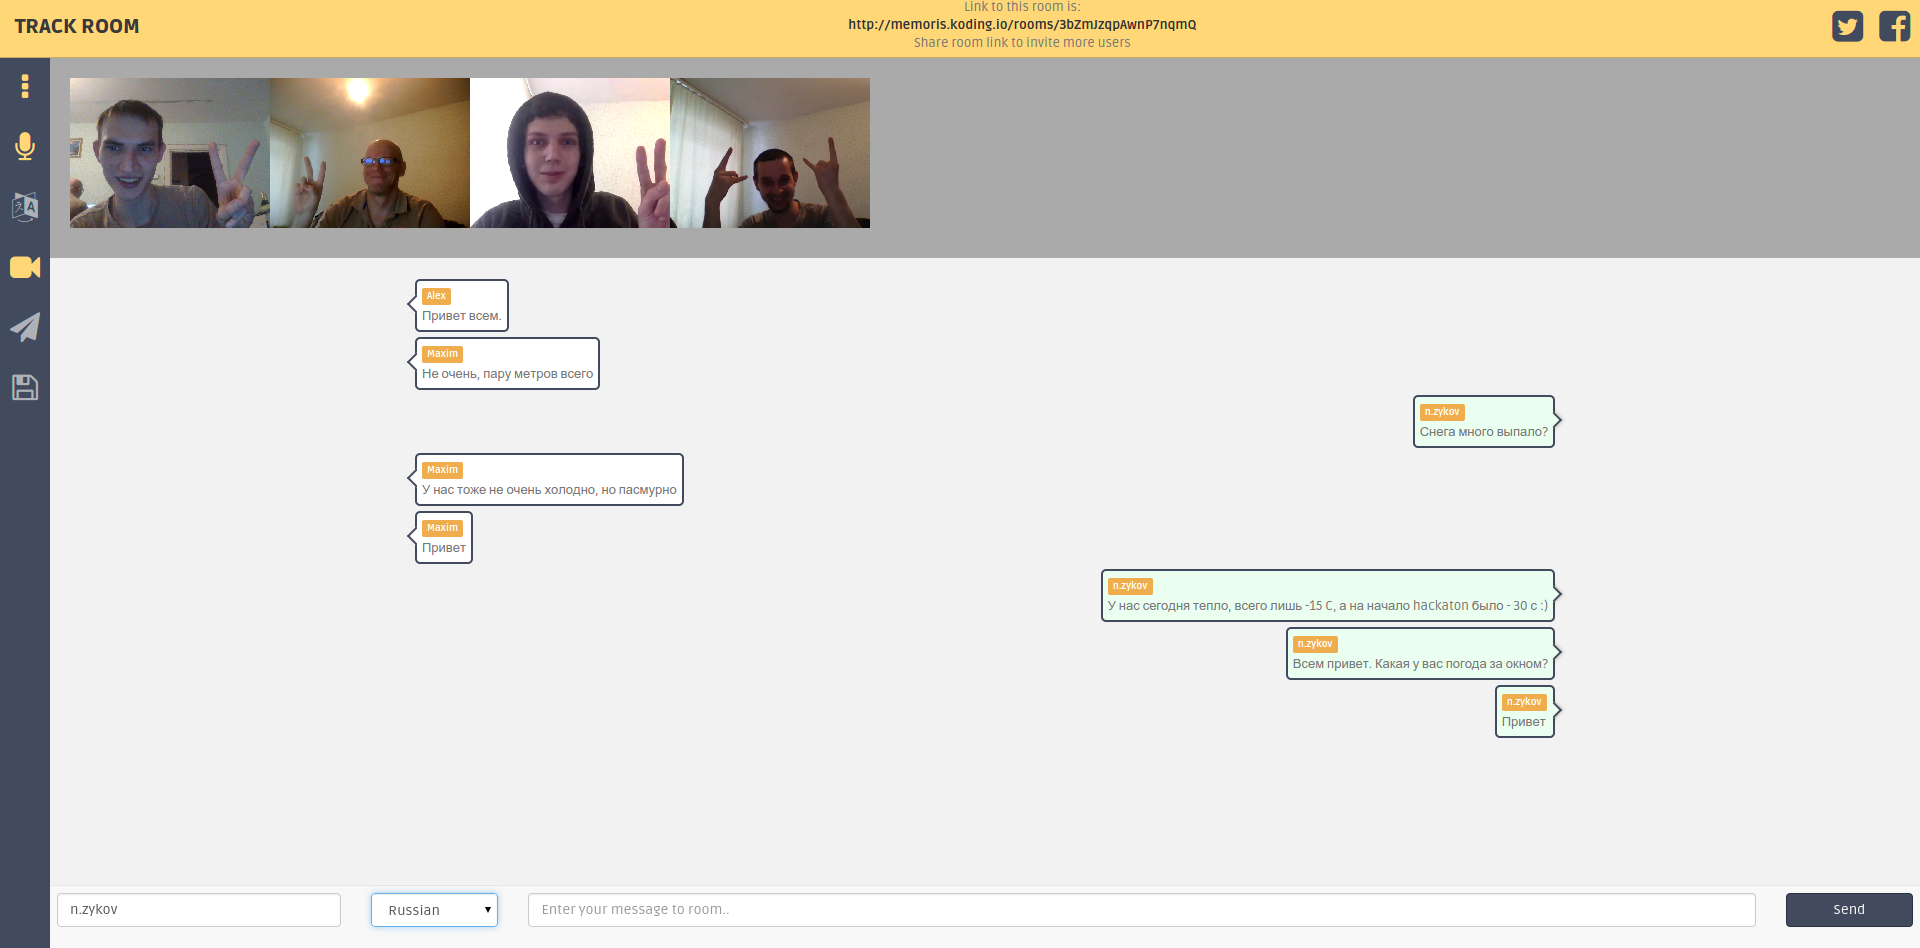 TRACK ROOM
Link to this room is:
http://memoris.koding.io/rooms/3bZmJzqpAwnP7nqmQ
Share room link to invite more users
Alex
Привет всем.
Maxim
Не очень, пару метров всего
n.zykov
Снега много выпало?
Maxim
У нас тоже не очень холодно, но пасмурно
Maxim
Привет
n.zykov
У нас сегодня тепло, всего лишь -15 C, а на начало hackaton было - 30 с :)
n.zykov
Всем привет. Какая у вас погода за окном?
n.zykov
Привет
n.zykov
Russian
Enter your message to room..
Send